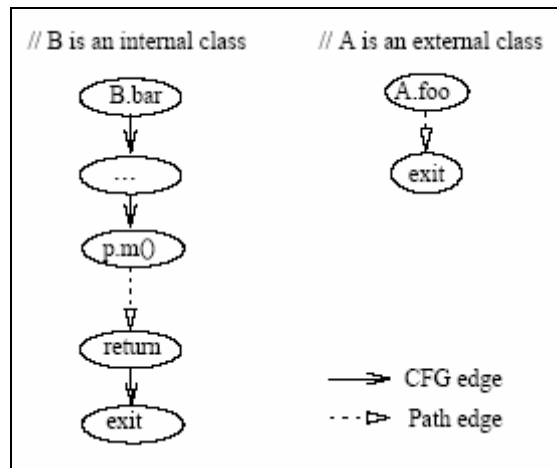 // B is an internal class
// A is an external class
B.bar
A.foo
...
exit
p.m()
return
CFG edge
exit
Path edge